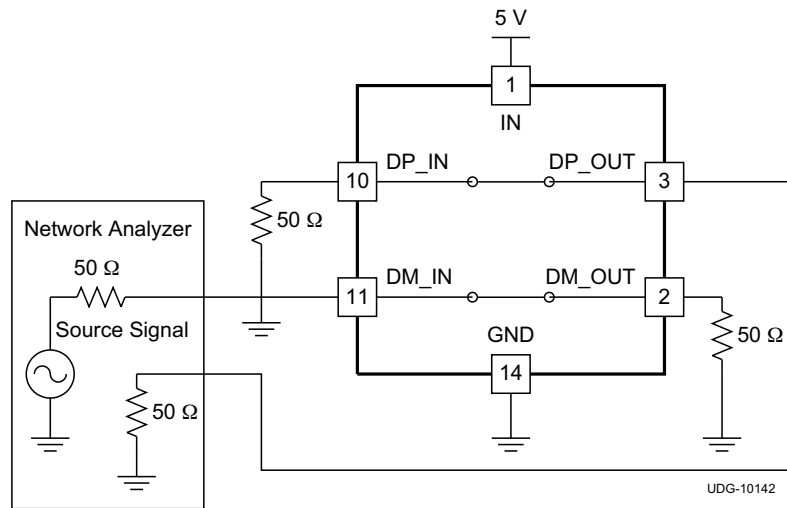 5 V
1
IN
DP_IN
DP_OUT
10
3
50 Ω
Network Analyzer
50 Ω
DM_IN
DM_OUT
11
2
Source Signal
GND
50 Ω
14
50 Ω
UDG-10142